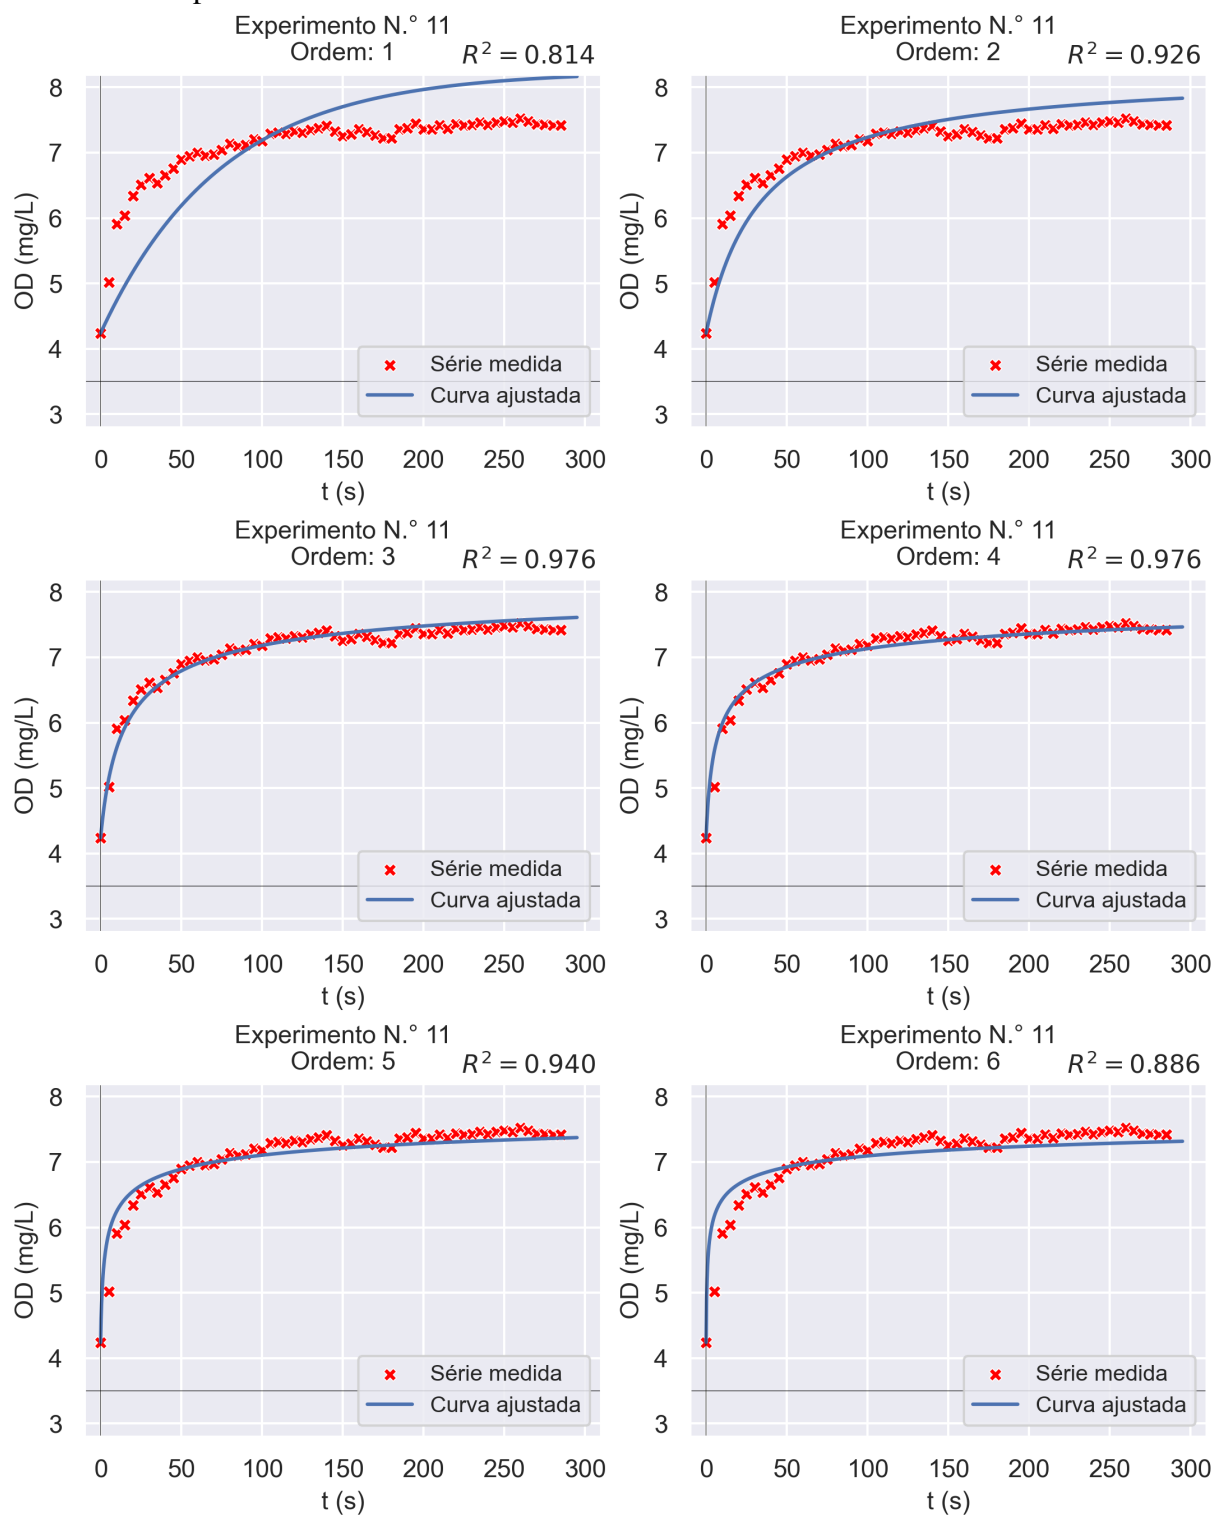 Experimento N.° 11
Ordem: 1
R² = 0.814
8
7
6
5
4
3
OD (mg/L)
Série medida
Curva ajustada
0 50 100 150 200 250 300
t (s)
Experimento N.° 11
Ordem: 2
R² = 0.926
8
7
6
5
4
3
OD (mg/L)
Série medida
Curva ajustada
0 50 100 150 200 250 300
t (s)
Experimento N.° 11
Ordem: 3
R² = 0.976
8
7
6
5
4
3
OD (mg/L)
Série medida
Curva ajustada
0 50 100 150 200 250 300
t (s)
Experimento N.° 11
Ordem: 4
R² = 0.976
8
7
6
5
4
3
OD (mg/L)
Série medida
Curva ajustada
0 50 100 150 200 250 300
t (s)
Experimento N.° 11
Ordem: 5
R² = 0.940
8
7
6
5
4
3
OD (mg/L)
Série medida
Curva ajustada
0 50 100 150 200 250 300
t (s)
Experimento N.° 11
Ordem: 6
R² = 0.886
8
7
6
5
4
3
OD (mg/L)
Série medida
Curva ajustada
0 50 100 150 200 250 300
t (s)